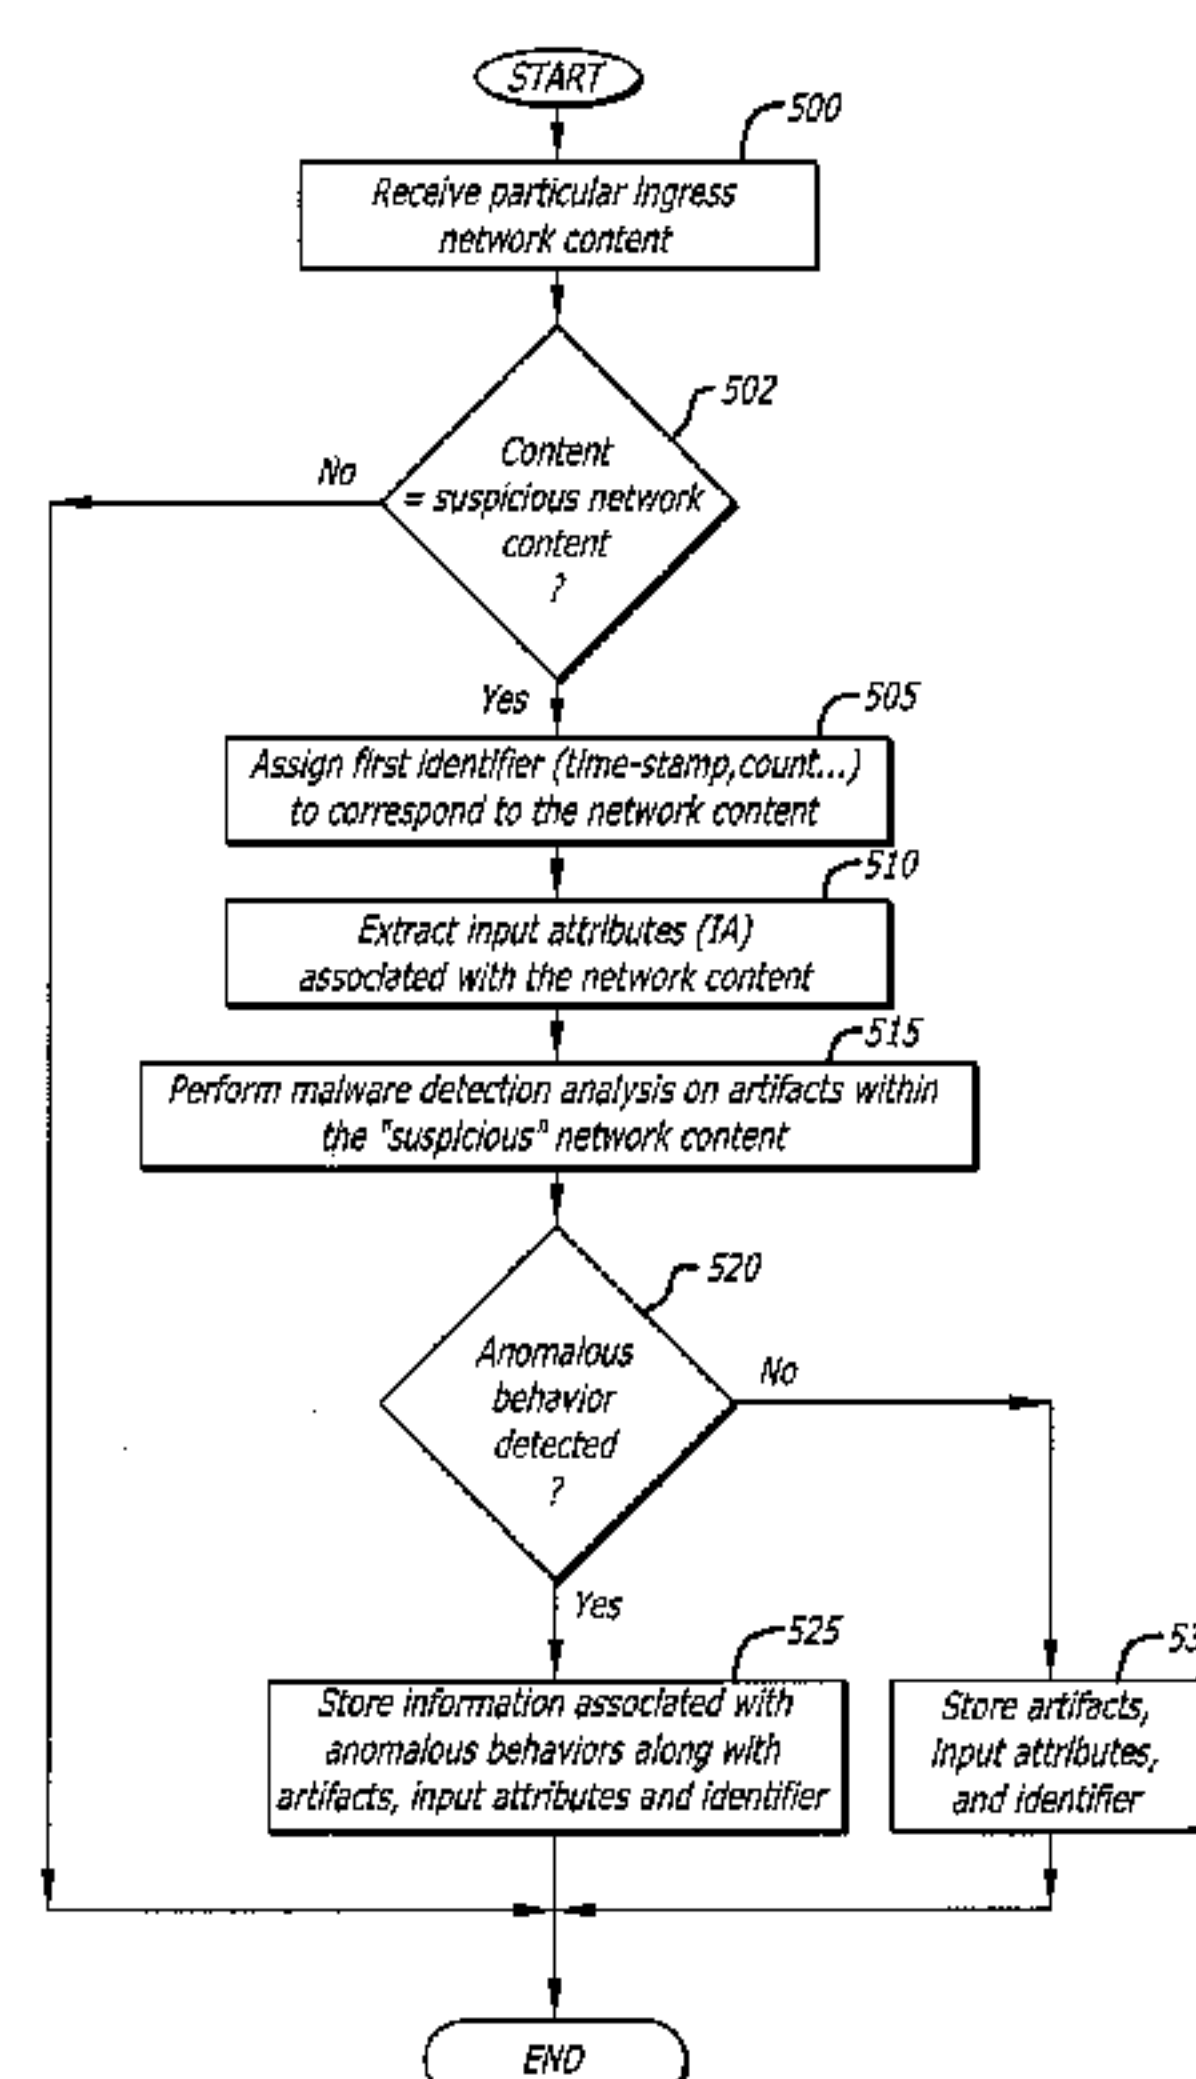 START
500
Receive particular ingress
network content
502
Content
= suspicious network
content
?
No
Yes
505
Assign first identifier (time-stamp,count...)
to correspond to the network content
510
Extract input attributes (IA)
associated with the network content
515
Perform malware detection analysis on artifacts within
the "suspicious" network content
520
Anomalous
behavior
detected
?
No
Yes
525
Store information associated with
anomalous behaviors along with
artifacts, input attributes and identifier
Store artifacts,
input attributes,
and identifier
END